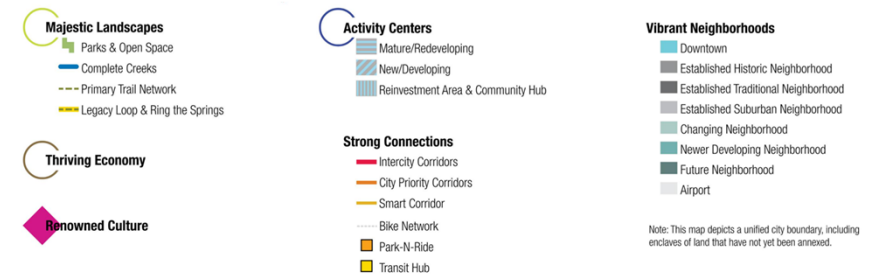 Majestic Landscapes
Parks & Open Space
Complete Creeks
Primary Trail Network
Legacy Loop & Ring the Springs
Thriving Economy
Renowned Culture
Activity Centers
Mature/Redeveloping
New/Developing
Reinvestment Area & Community Hub
Strong Connections
Intercity Corridors
City Priority Corridors
Smart Corridor
Bike Network
Park-N-Ride
Transit Hub
Vibrant Neighborhoods
Downtown
Established Historic Neighborhood
Established Traditional Neighborhood
Established Suburban Neighborhood
Changing Neighborhood
Newer Developing Neighborhood
Future Neighborhood
Airport
Note: This map depicts a unified city boundary, including
enclaves of land that have not yet been annexed.